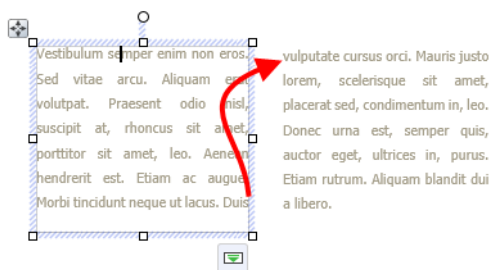 Vestibulum semper enim non eros.
Sed vitae arcu. Aliquam erat
volutpat. Praesent odio nisl,
suscipit at, rhoncus sit amet,
porttitor sit amet, leo. Aenean
hendrerit est. Etiam ac augue.
Morbi tincidunt neque ut lacus. Duis
vulputate cursus orci. Mauris justo
lorem, scelerisque sit amet,
placerat sed, condimentum in, leo.
Donec urna est, semper quis,
auctor eget, ultrices in, purus.
Etiam rutrum. Aliquam blandit dui
a libero.